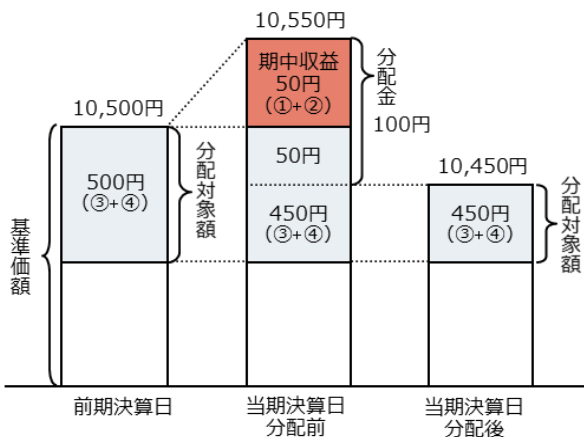 10,550円
期中収益
50円
(①+②)
分配金
100円
10,500円
500円
(③+④)
分配対象額
50円
450円
(③+④)
10,450円
450円
(③+④)
分配対象額
基準価額
前期決算日
当期決算日
分配前
当期決算日
分配後